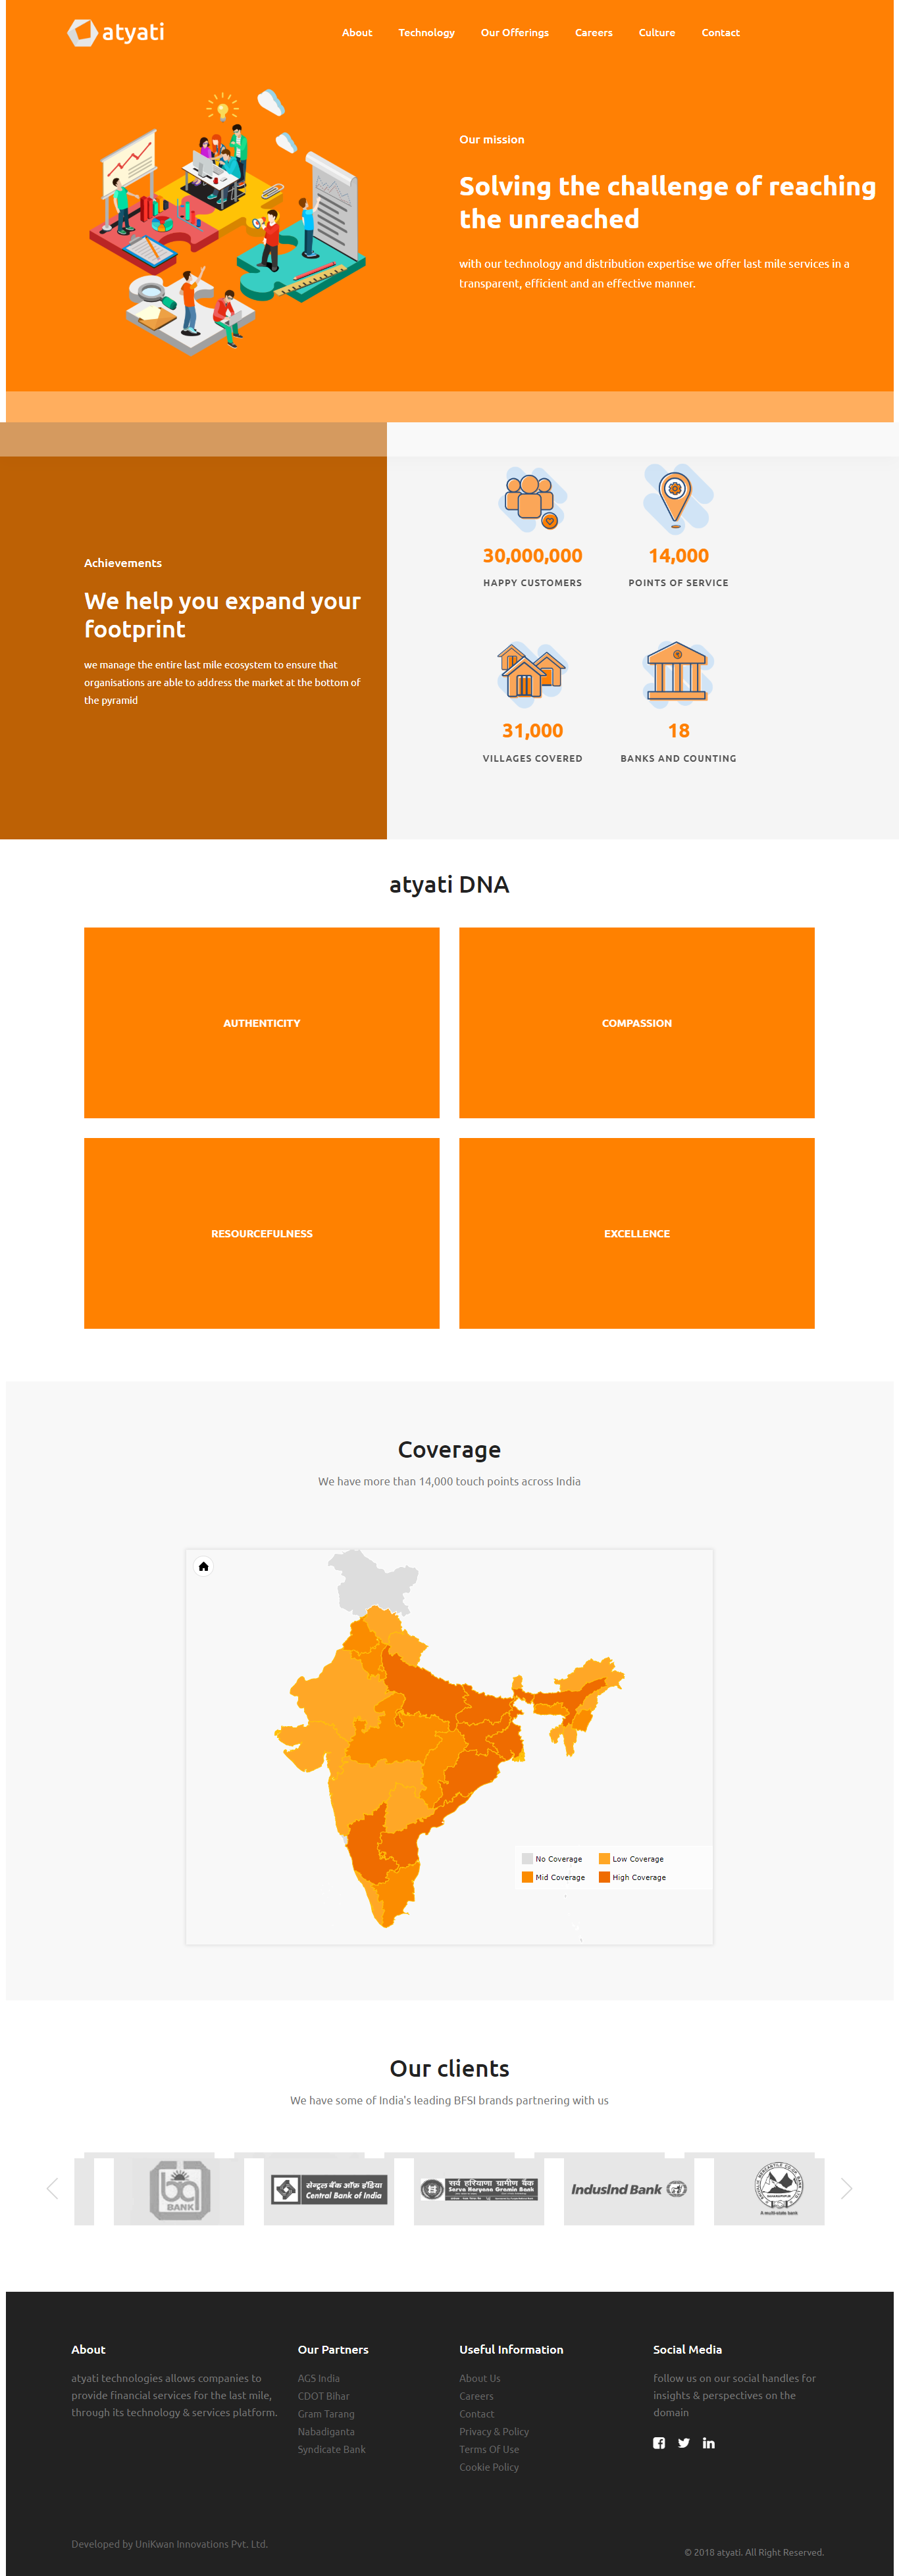 atyati
About
Technology
Our Offerings
Careers
Culture
Contact
Our mission
Solving the challenge of reaching
the unreached
with our technology and distribution expertise we offer last mile services in a
transparent, efficient and an effective manner.
Achievements
We help you expand your
footprint
we manage the entire last mile ecosystem to ensure that
organisations are able to address the market at the bottom of
the pyramid
30,000,000
HAPPY CUSTOMERS
14,000
POINTS OF SERVICE
31,000
VILLAGES COVERED
18
BANKS AND COUNTING
atyati DNA
AUTHENTICITY
COMPASSION
RESOURCEFULNESS
EXCELLENCE
Coverage
We have more than 14,000 touch points across India
No Coverage
Low Coverage
Mid Coverage
High Coverage
Our clients
We have some of India's leading BFSI brands partnering with us
BANK
सेन्ट्रल बैंक ऑफ़ इंडिया
Central Bank of India
सर्व हरियाणा ग्रामीण बैंक
Sarva Haryana Gramin Bank
IndusInd Bank
A multi-state bank
About
atyati technologies allows companies to
provide financial services for the last mile,
through its technology & services platform.
Our Partners
AGS India
CDOT Bihar
Gram Tarang
Nabadiganta
Syndicate Bank
Useful Information
About Us
Careers
Contact
Privacy & Policy
Terms Of Use
Cookie Policy
Social Media
follow us on our social handles for
insights & perspectives on the
domain
Developed by UniKwan Innovations Pvt. Ltd.
© 2018 atyati. All Right Reserved.